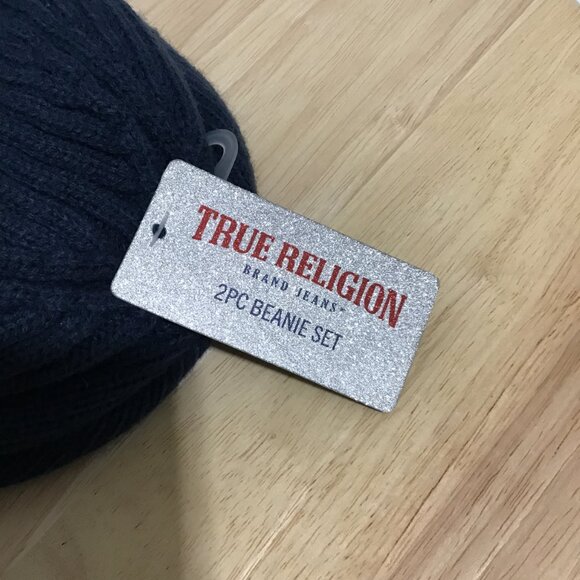 TRUE RELIGION
BRAND JEANS
2PC BEANIE SET